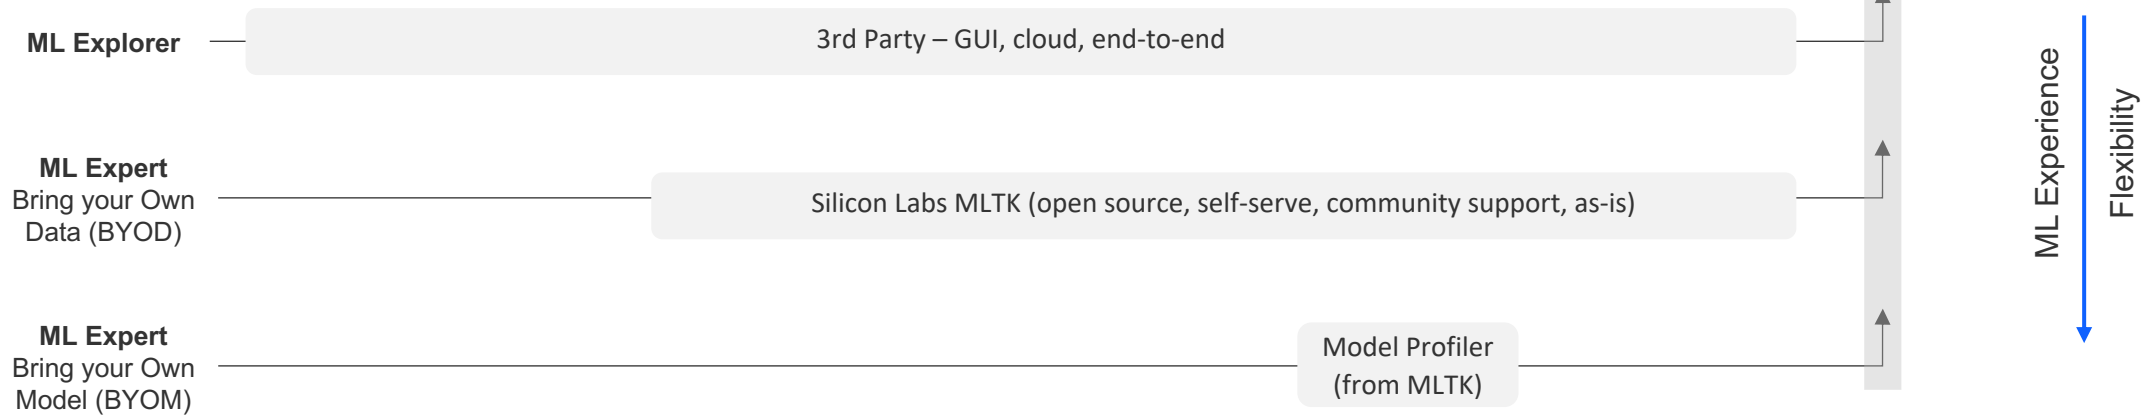 ML Explorer
3rd Party – GUI, cloud, end-to-end
ML Expert
Bring your Own
Data (BYOD)
Silicon Labs MLTK (open source, self-serve, community support, as-is)
ML Expert
Bring your Own
Model (BYOM)
Model Profiler
(from MLTK)
ML Experience
Flexibility